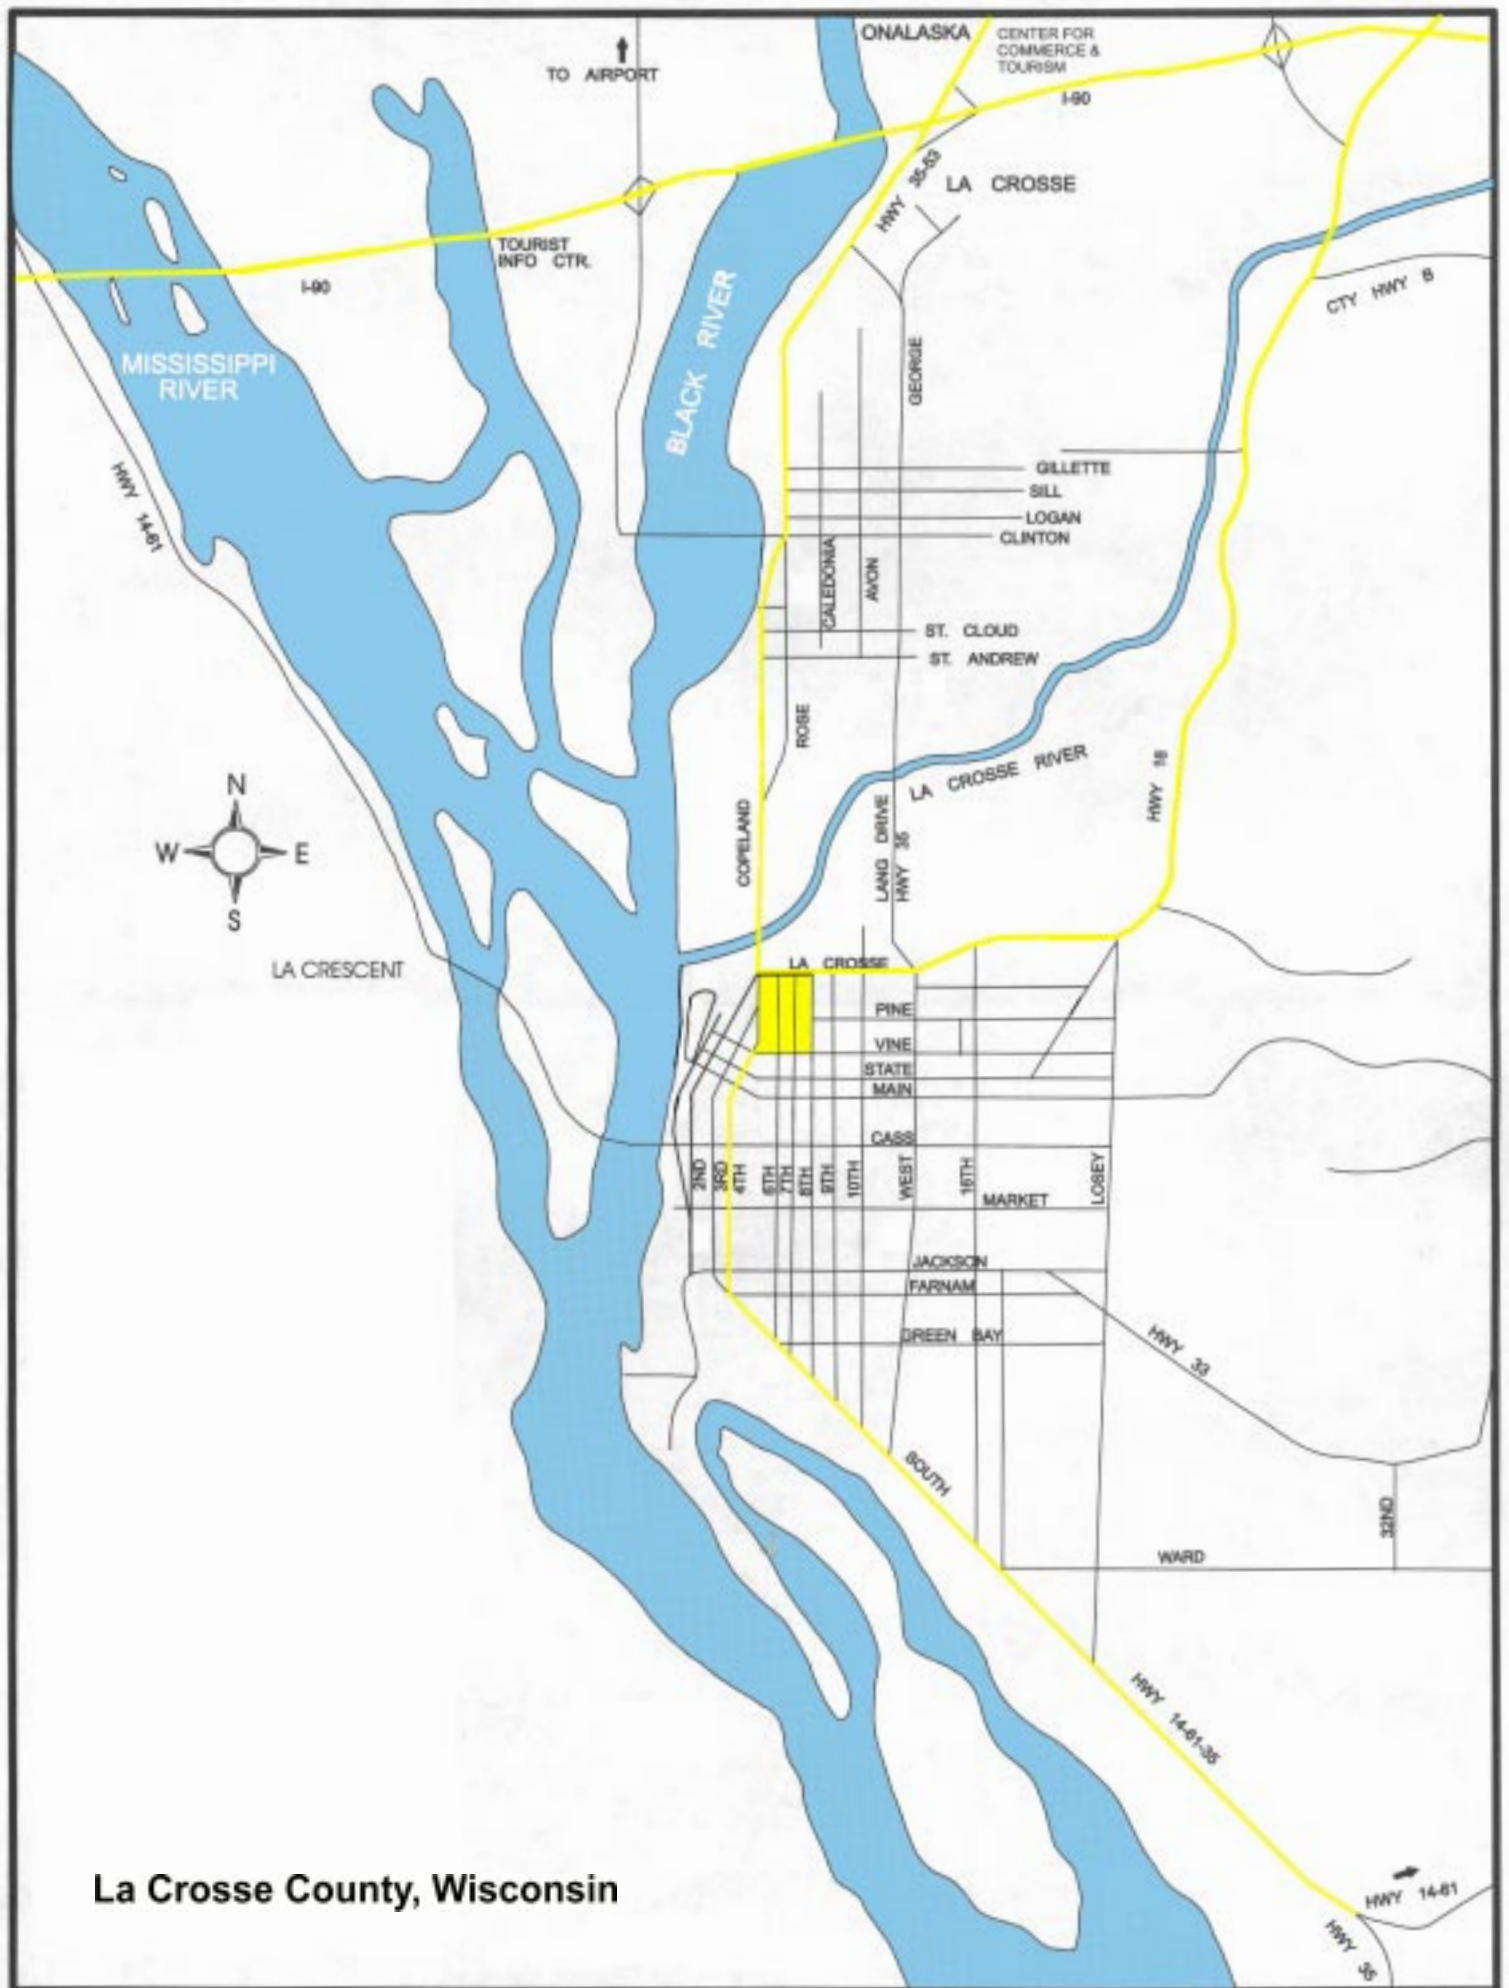 ONALASKA
CENTER FOR
COMMERCE &
TOURISM
TO AIRPORT
I-90
HWY 35-53
LA CROSSE
TOURIST
INFO CTR.
I-90
CTY HWY B
BLACK RIVER
MISSISSIPPI
RIVER
GEORGE
HWY 14-61
GILLETTE
SILL
LOGAN
CLINTON
CALEDONIA
AVON
ST. CLOUD
ST. ANDREW
ROSE
LA CROSSE RIVER
HWY 16
N
W
E
S
COPELAND
LANG DRIVE
HWY 35
LA CRESCENT
LA CROSSE
PINE
VINE
STATE
MAIN
CASS
2ND
3RD
4TH
6TH
7TH
8TH
9TH
10TH
WEST
16TH
LOSEY
MARKET
JACKSON
FARNAM
GREEN BAY
HWY 33
SOUTH
32ND
WARD
HWY 14-61-35
La Crosse County, Wisconsin
HWY 14-61
HWY 35